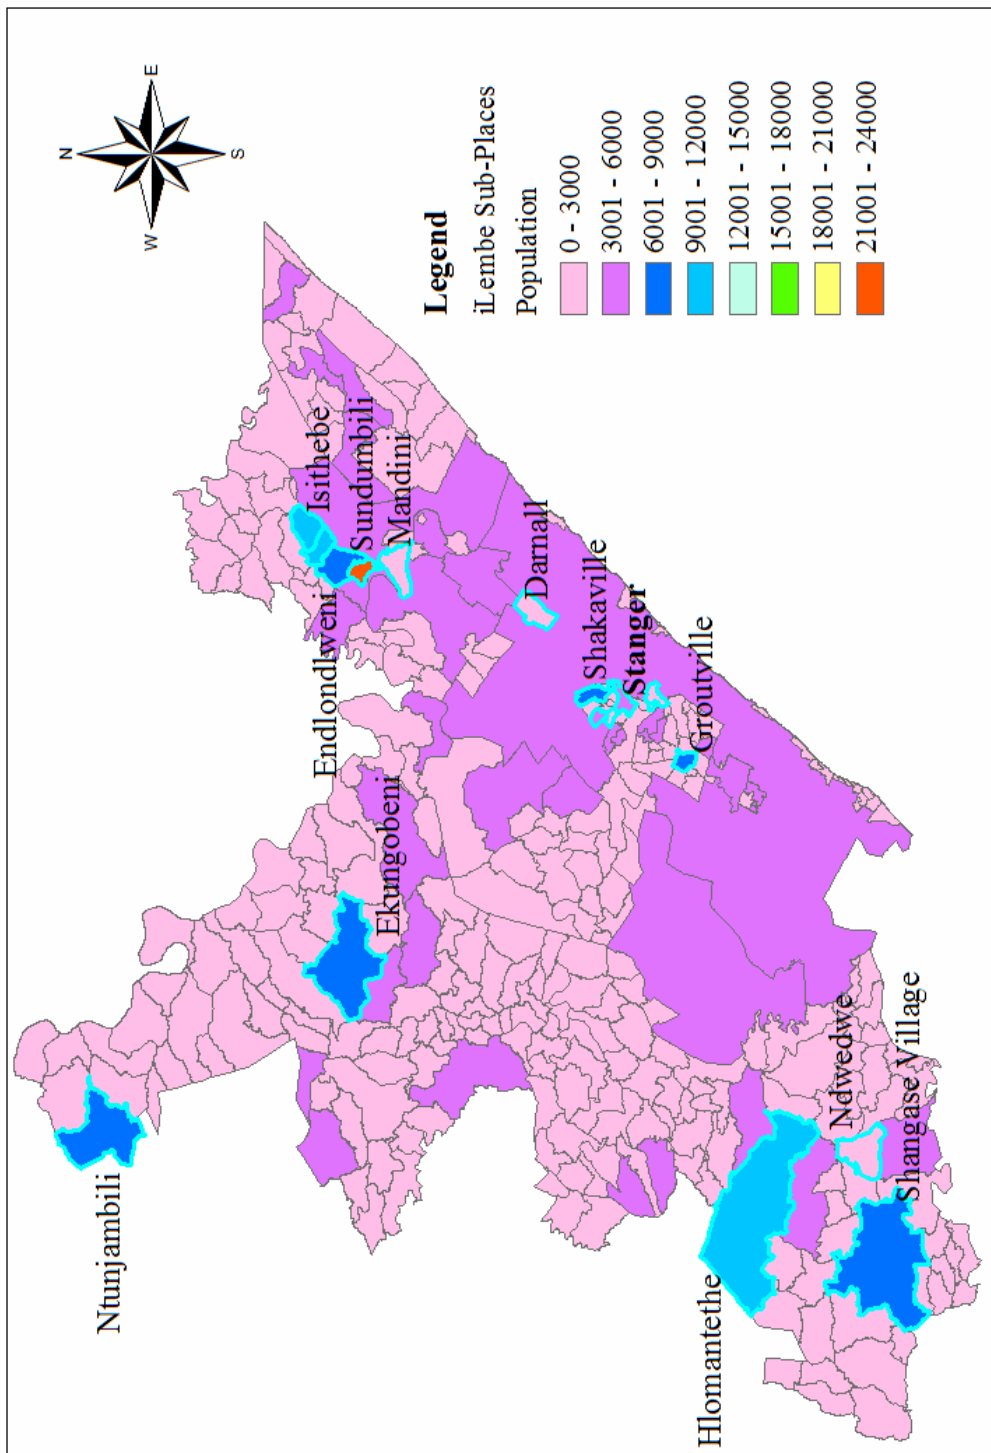 N
W
E
S
Legend
iLembe Sub-Places
Population
0 - 3000
3001 - 6000
6001 - 9000
9001 - 12000
12001 - 15000
15001 - 18000
18001 - 21000
21001 - 24000
Ntunjambili
Ekungobeni
Endlondlweni
Isithebe
Sundumbili
Mandini
Darnall
Shakaville
Stanger
Groutville
Hlomantethe
Ndwedwe
Shangase Village